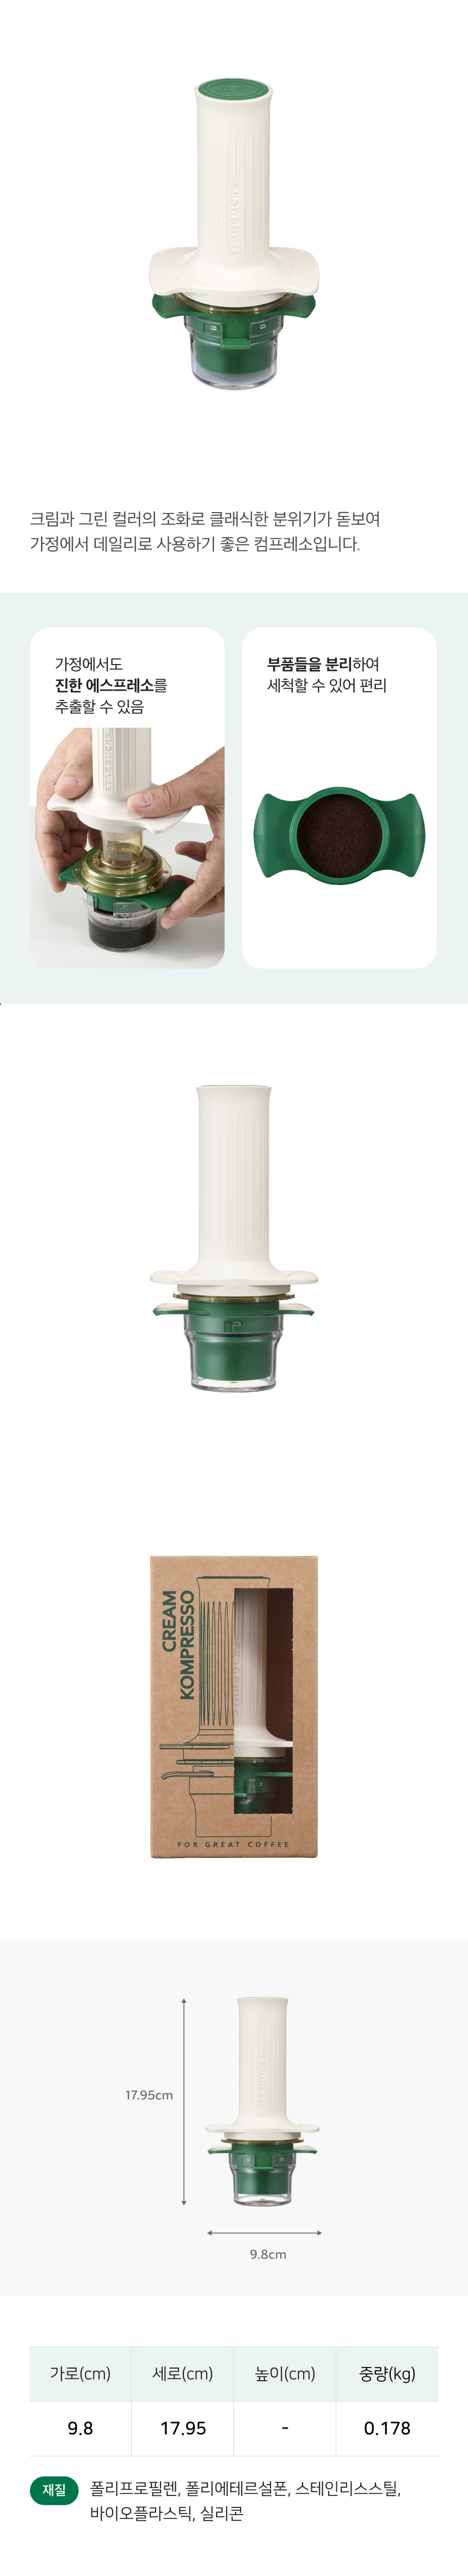 STARBUCKS
크림과 그린 컬러의 조화로 클래식한 분위기가 돋보여
가정에서 데일리로 사용하기 좋은 컴프레소입니다.
가정에서도
진한 에스프레소를
추출할 수 있음
STARBUCKS
부품들을 분리하여
세척할 수 있어 편리
CREAM
KOMPRESSO
STARBUCKS
FOR GREAT COFFEE
17.95cm
STARBUCKS
9.8cm
가로(cm) 세로(cm) 높이(cm) 중량(kg)
9.8 17.95 - 0.178
재질 폴리프로필렌, 폴리에테르설폰, 스테인리스스틸,
바이오플라스틱, 실리콘